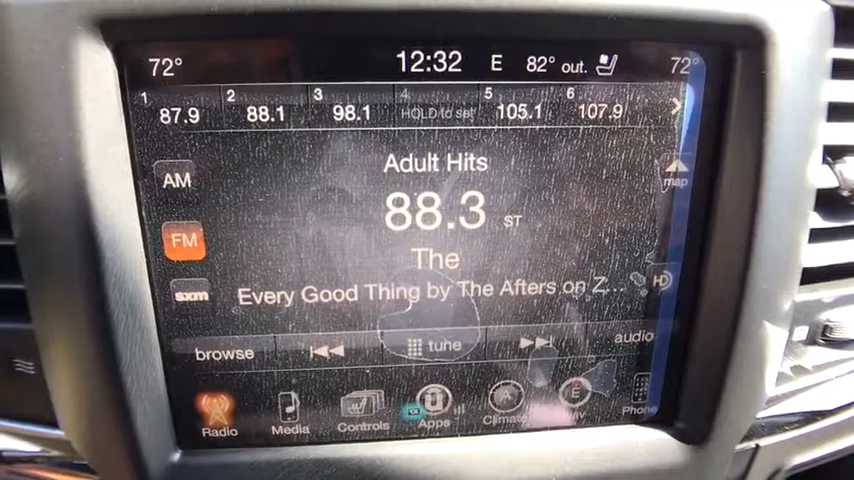 72° 12:32 E 82° out. 72°
1 2 3 4 5 6
87.9 88.1 98.1 HOLD to set 105.1 107.9
Adult Hits
AM map
88.3 ST
FM
The
HD
sxm Every Good Thing by The Afters on Z...
browse tune audio
Radio Media Controls Apps Climate Nav Phone